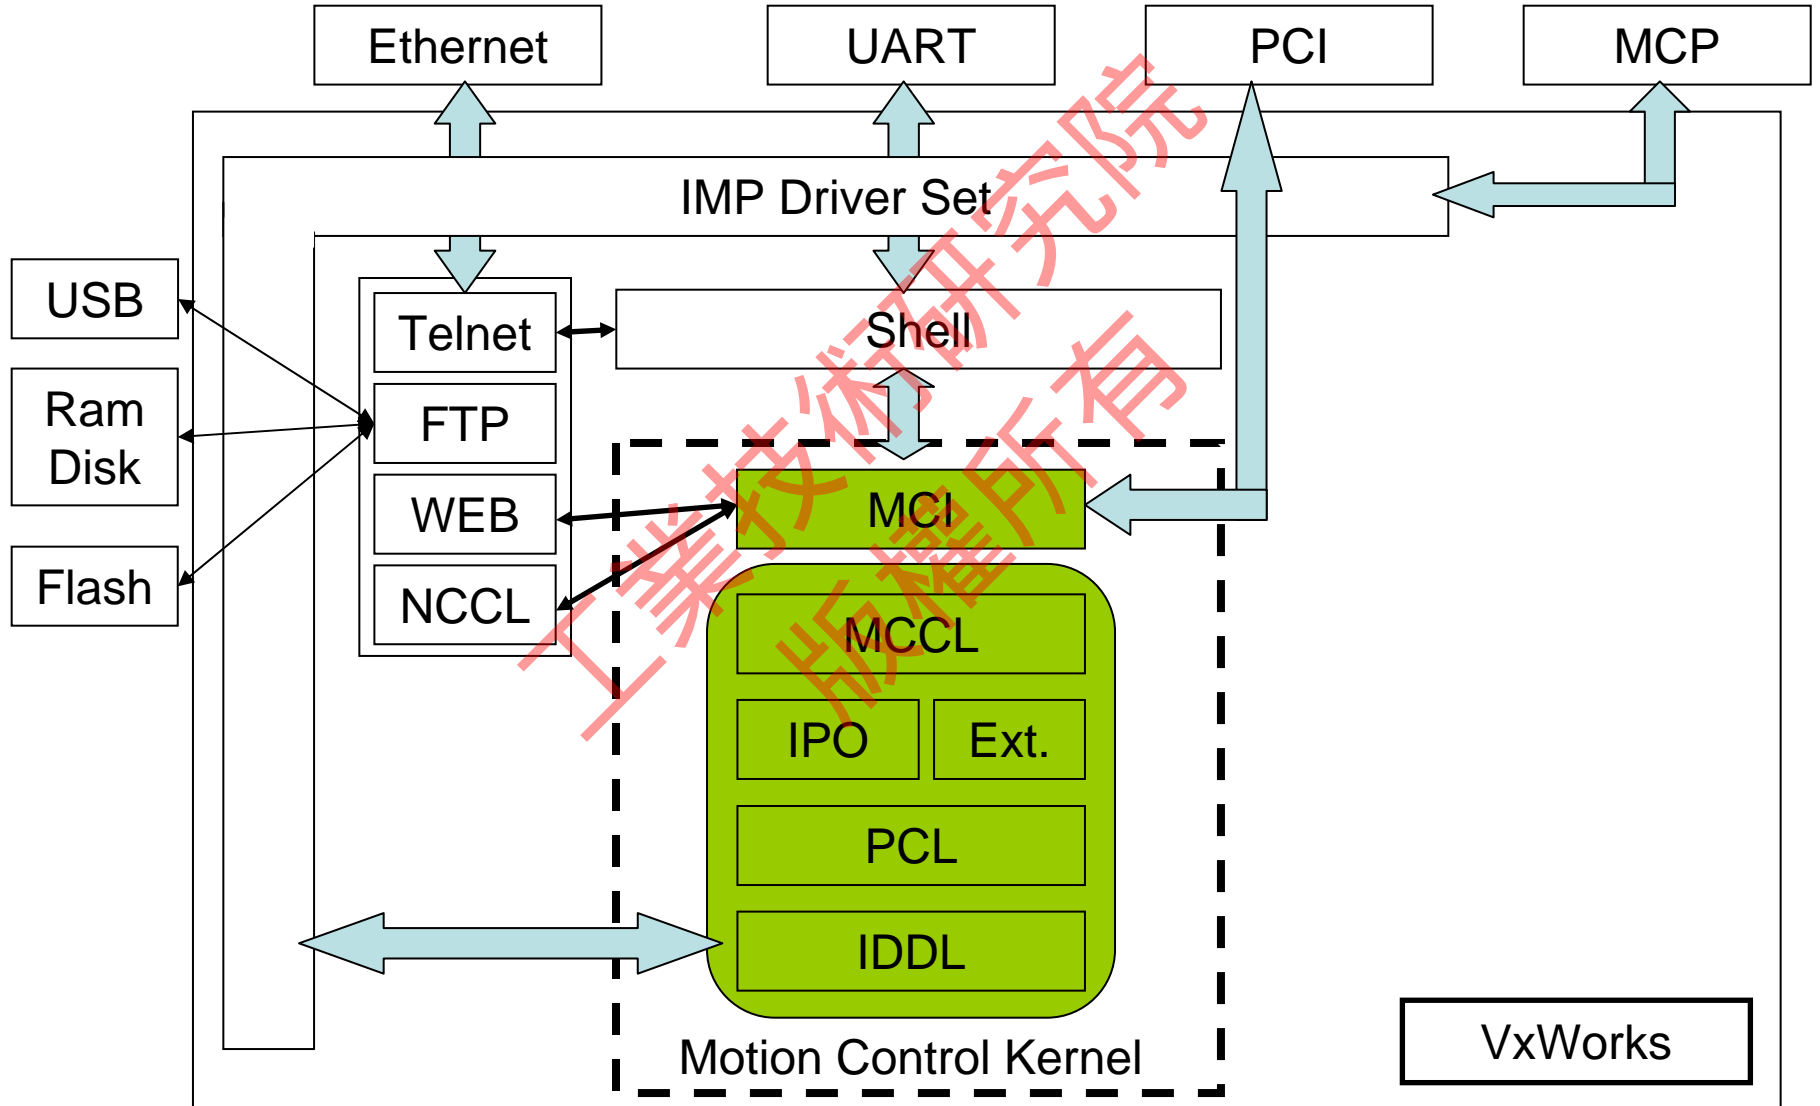 Ethernet
UART
PCI
MCP
IMP Driver Set
USB
Ram
Disk
Flash
Telnet
FTP
WEB
NCCL
Shell
MCI
MCCL
IPO
Ext.
PCL
IDDL
Motion Control Kernel
VxWorks
工業技術研究院
版權所有